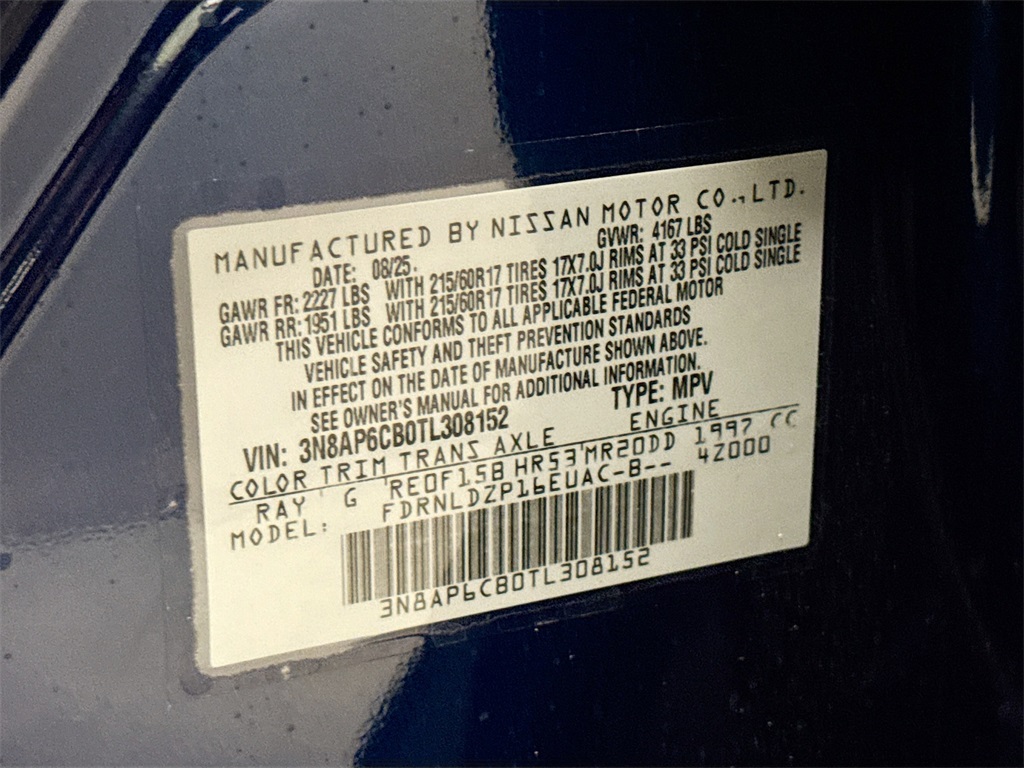 MANUFACTURED BY NISSAN MOTOR CO., LTD.
DATE: 08/25. GVWR: 4167 LBS
GAWR FR: 2227 LBS WITH 215/60R17 TIRES 17X7.0J RIMS AT 33 PSI COLD SINGLE
GAWR RR: 1951 LBS WITH 215/60R17 TIRES 17X7.0J RIMS AT 33 PSI COLD SINGLE
THIS VEHICLE CONFORMS TO ALL APPLICABLE FEDERAL MOTOR
VEHICLE SAFETY AND THEFT PREVENTION STANDARDS
IN EFFECT ON THE DATE OF MANUFACTURE SHOWN ABOVE.
SEE OWNER'S MANUAL FOR ADDITIONAL INFORMATION.
VIN: 3N8AP6CB0TL308152 TYPE: MPV
COLOR TRIM TRANS AXLE ENGINE
RAY G RE0F15B HR53 MR20DD 1997 CC
MODEL: FDRNLDZP16EUAC-B-- 42000
3N8AP6CB0TL308152